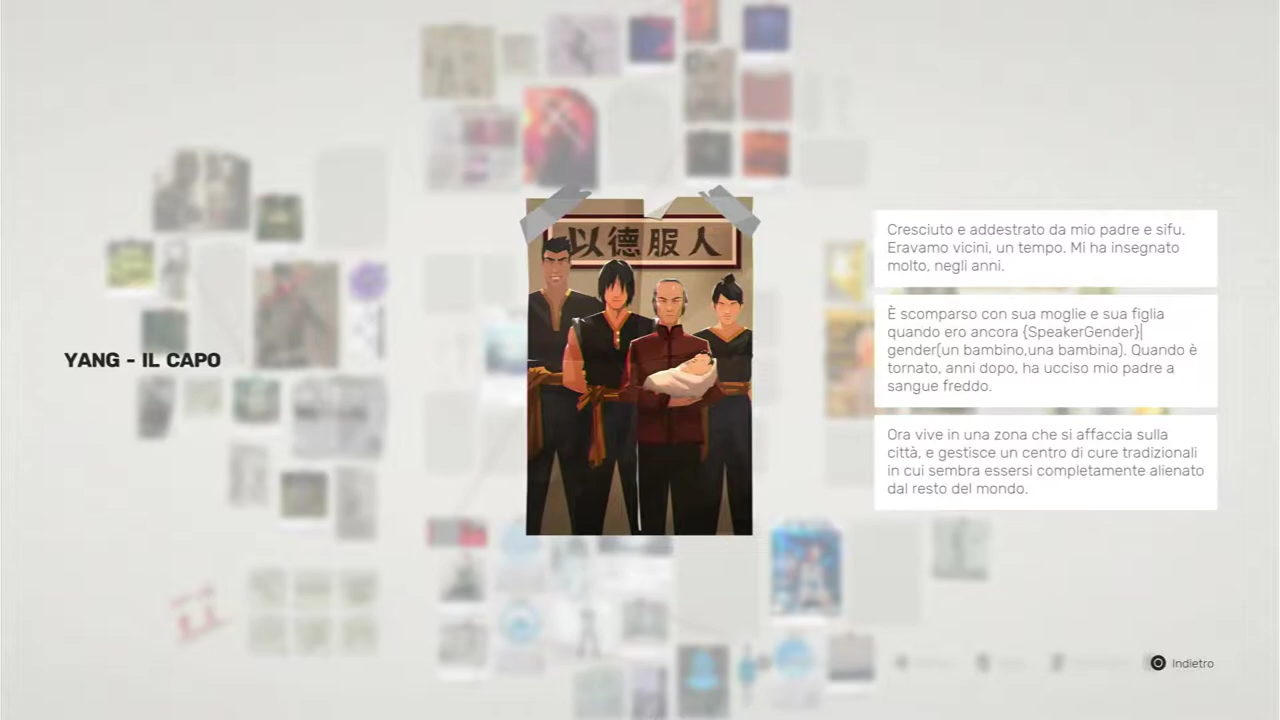 以德服人
YANG - IL CAPO
Cresciuto e addestrato da mio padre e sifu.
Eravamo vicini, un tempo. Mi ha insegnato
molto, negli anni.
È scomparso con sua moglie e sua figlia
quando ero ancora {SpeakerGender}|
gender(un bambino,una bambina). Quando è
tornato, anni dopo, ha ucciso mio padre a
sangue freddo.
Ora vive in una zona che si affaccia sulla
città, e gestisce un centro di cure tradizionali
in cui sembra essersi completamente alienato
dal resto del mondo.
Indietro